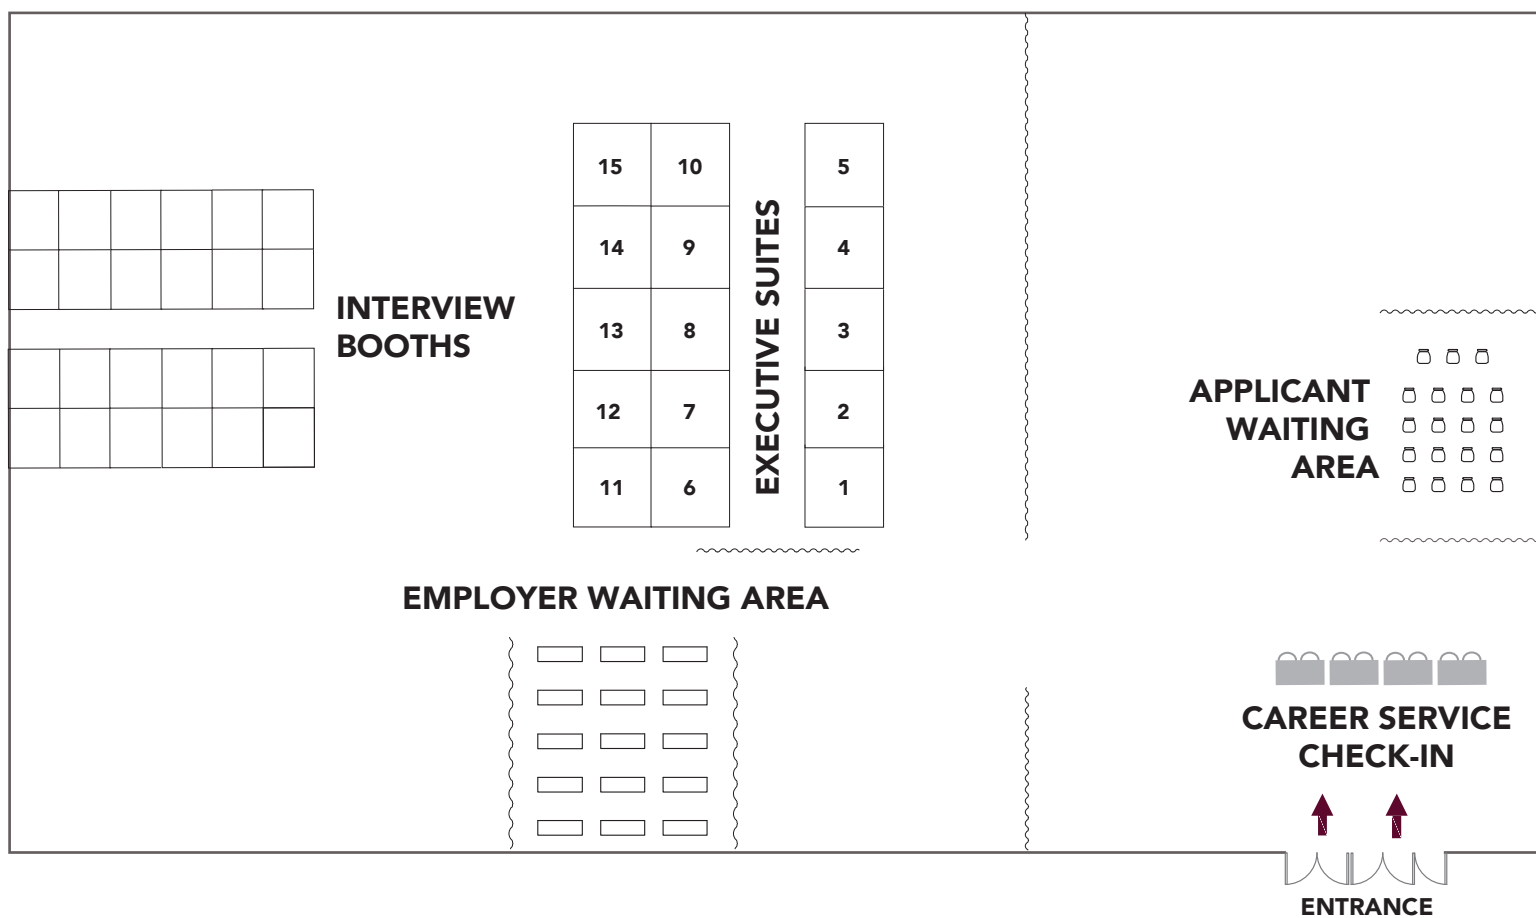 15 10 5
14 9 4
INTERVIEW
BOOTHS
13 8 3
12 7 2
11 6 1
EXECUTIVE SUITES
APPLICANT
WAITING
AREA
EMPLOYER WAITING AREA
CAREER SERVICE
CHECK-IN
ENTRANCE